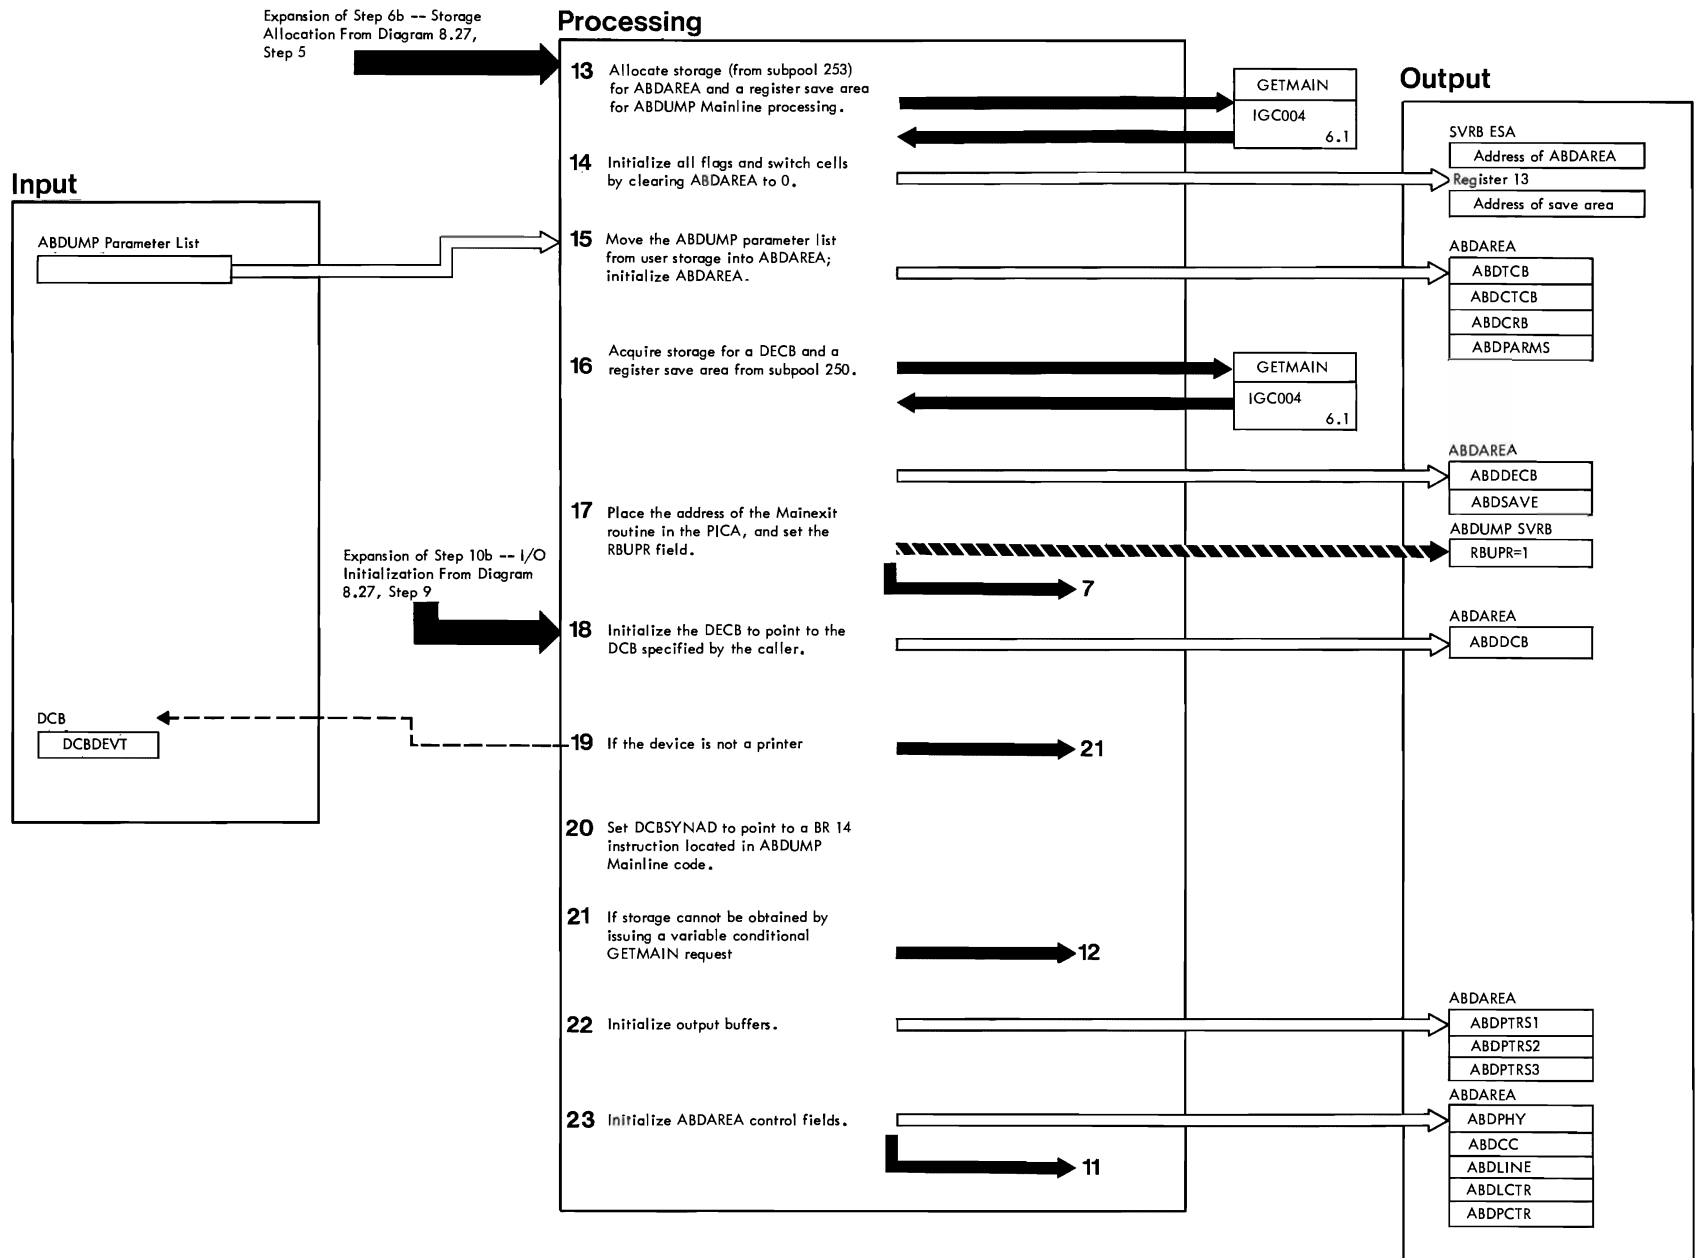 Expansion of Step 6b -- Storage
Allocation From Diagram 8.27,
Step 5
Processing
13 Allocate storage (from subpool 253)
for ABDAREA and a register save area
for ABDUMP Mainline processing.
GETMAIN
IGC004
6.1
Output
SVRB ESA
Address of ABDAREA
Register 13
Address of save area
14 Initialize all flags and switch cells
by clearing ABDAREA to 0.
Input
ABDUMP Parameter List
15 Move the ABDUMP parameter list
from user storage into ABDAREA;
initialize ABDAREA.
ABDAREA
ABDTCB
ABDCTCB
ABDCRB
ABDPARMS
16 Acquire storage for a DECB and a
register save area from subpool 250.
GETMAIN
IGC004
6.1
ABDAREA
ABDDECB
ABDSAVE
17 Place the address of the Mainexit
routine in the PICA, and set the
RBUPR field.
ABDUMP SVRB
RBUPR=1
7
Expansion of Step 10b -- I/O
Initialization From Diagram
8.27, Step 9
18 Initialize the DECB to point to the
DCB specified by the caller.
ABDAREA
ABDDCB
DCB
DCBDEVT
19 If the device is not a printer
21
20 Set DCBSYNAD to point to a BR 14
instruction located in ABDUMP
Mainline code.
21 If storage cannot be obtained by
issuing a variable conditional
GETMAIN request
12
22 Initialize output buffers.
ABDAREA
ABDPTRS1
ABDPTRS2
ABDPTRS3
23 Initialize ABDAREA control fields.
11
ABDAREA
ABDPHY
ABDCC
ABDLINE
ABDLCTR
ABDPCTR